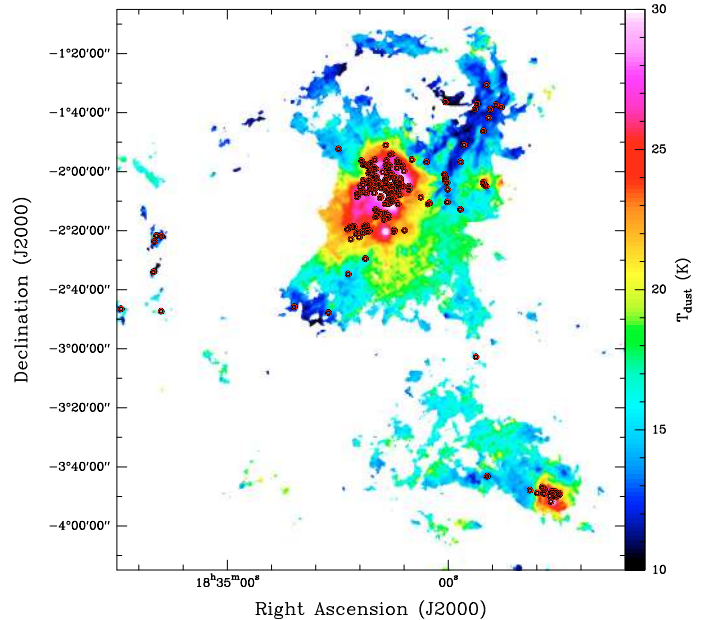 30
−1°20′00″
−1°40′00″
−2°00′00″
25
−2°20′00″
Declination (J2000)
20
T_dust (K)
−2°40′00″
−3°00′00″
15
−3°20′00″
−3°40′00″
−4°00′00″
10
18ʰ35ᵐ00ˢ
00ˢ
Right Ascension (J2000)